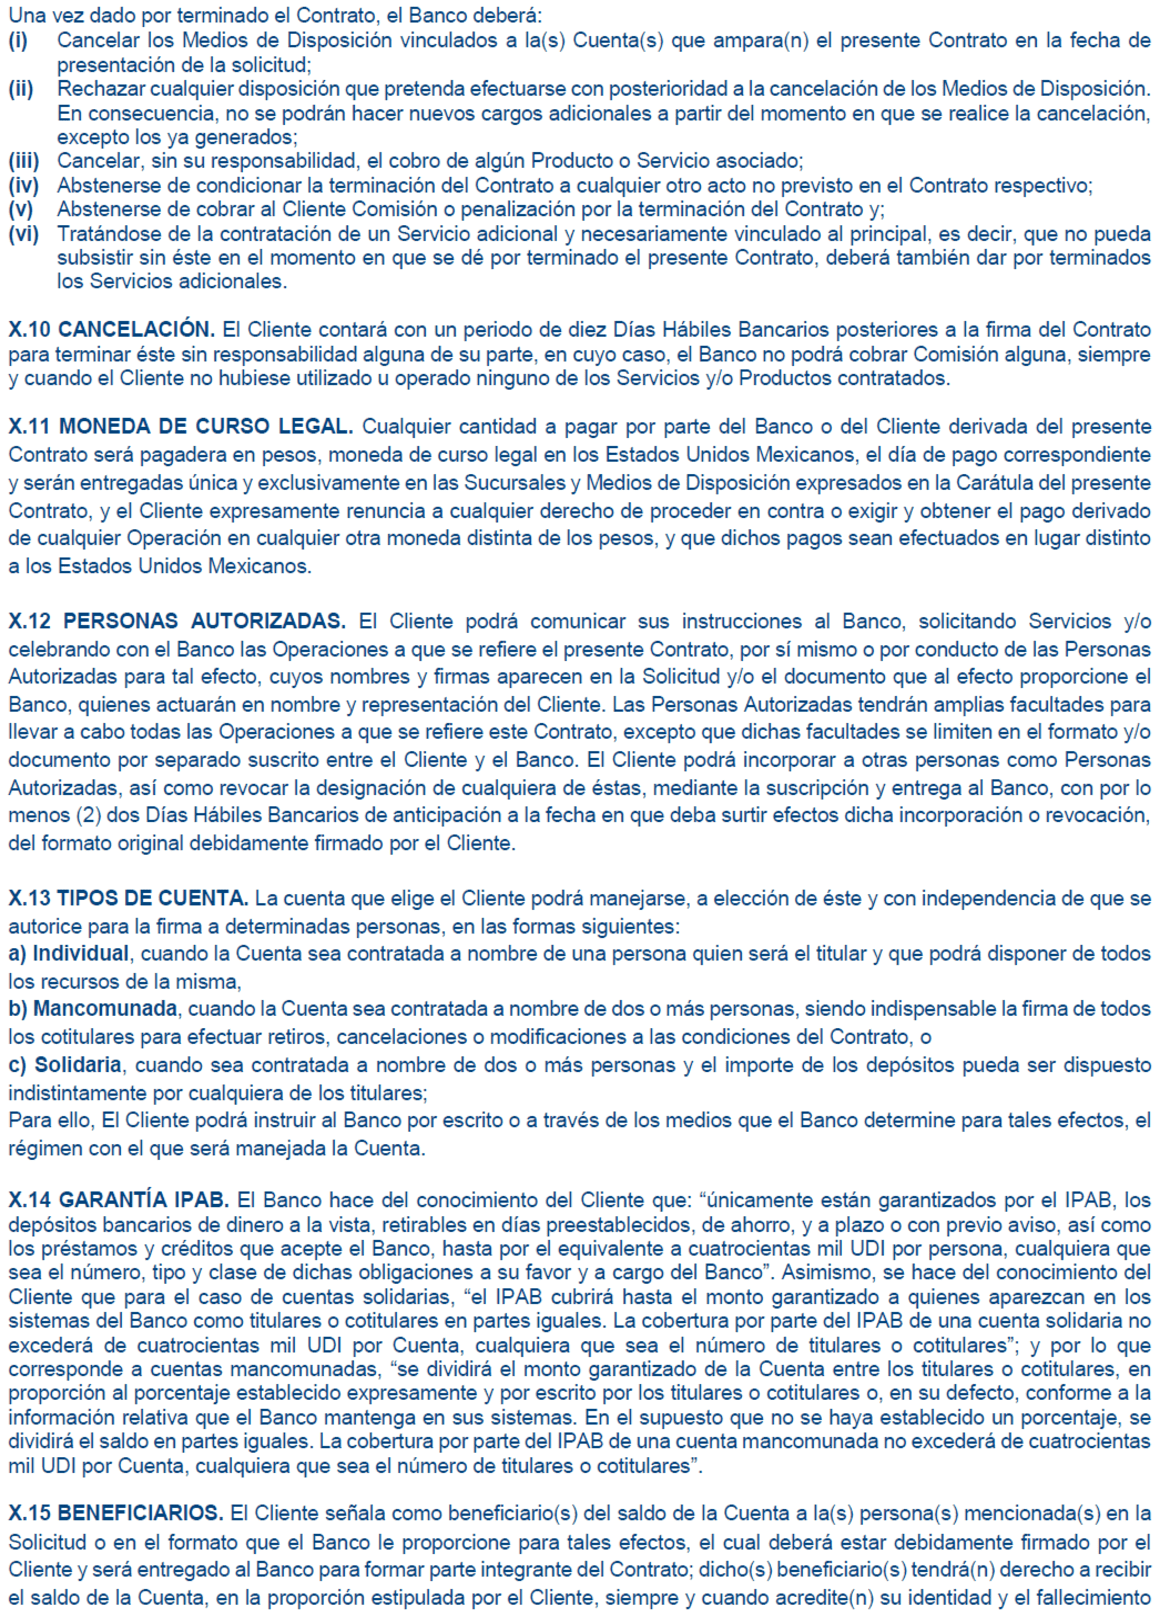 Una vez dado por terminado el Contrato, el Banco deberá:
(i) Cancelar los Medios de Disposición vinculados a la(s) Cuenta(s) que ampara(n) el presente Contrato en la fecha de
presentación de la solicitud;
(ii) Rechazar cualquier disposición que pretenda efectuarse con posterioridad a la cancelación de los Medios de Disposición.
En consecuencia, no se podrán hacer nuevos cargos adicionales a partir del momento en que se realice la cancelación,
excepto los ya generados;
(iii) Cancelar, sin su responsabilidad, el cobro de algún Producto o Servicio asociado;
(iv) Abstenerse de condicionar la terminación del Contrato a cualquier otro acto no previsto en el Contrato respectivo;
(v) Abstenerse de cobrar al Cliente Comisión o penalización por la terminación del Contrato y;
(vi) Tratándose de la contratación de un Servicio adicional y necesariamente vinculado al principal, es decir, que no pueda
subsistir sin éste en el momento en que se dé por terminado el presente Contrato, deberá también dar por terminados
los Servicios adicionales.
X.10 CANCELACIÓN. El Cliente contará con un periodo de diez Días Hábiles Bancarios posteriores a la firma del Contrato
para terminar éste sin responsabilidad alguna de su parte, en cuyo caso, el Banco no podrá cobrar Comisión alguna, siempre
y cuando el Cliente no hubiese utilizado u operado ninguno de los Servicios y/o Productos contratados.
X.11 MONEDA DE CURSO LEGAL. Cualquier cantidad a pagar por parte del Banco o del Cliente derivada del presente
Contrato será pagadera en pesos, moneda de curso legal en los Estados Unidos Mexicanos, el día de pago correspondiente
y serán entregadas única y exclusivamente en las Sucursales y Medios de Disposición expresados en la Carátula del presente
Contrato, y el Cliente expresamente renuncia a cualquier derecho de proceder en contra o exigir y obtener el pago derivado
de cualquier Operación en cualquier otra moneda distinta de los pesos, y que dichos pagos sean efectuados en lugar distinto
a los Estados Unidos Mexicanos.
X.12 PERSONAS AUTORIZADAS. El Cliente podrá comunicar sus instrucciones al Banco, solicitando Servicios y/o
celebrando con el Banco las Operaciones a que se refiere el presente Contrato, por sí mismo o por conducto de las Personas
Autorizadas para tal efecto, cuyos nombres y firmas aparecen en la Solicitud y/o el documento que al efecto proporcione el
Banco, quienes actuarán en nombre y representación del Cliente. Las Personas Autorizadas tendrán amplias facultades para
llevar a cabo todas las Operaciones a que se refiere este Contrato, excepto que dichas facultades se limiten en el formato y/o
documento por separado suscrito entre el Cliente y el Banco. El Cliente podrá incorporar a otras personas como Personas
Autorizadas, así como revocar la designación de cualquiera de éstas, mediante la suscripción y entrega al Banco, con por lo
menos (2) dos Días Hábiles Bancarios de anticipación a la fecha en que deba surtir efectos dicha incorporación o revocación,
del formato original debidamente firmado por el Cliente.
X.13 TIPOS DE CUENTA. La cuenta que elige el Cliente podrá manejarse, a elección de éste y con independencia de que se
autorice para la firma a determinadas personas, en las formas siguientes:
a) Individual, cuando la Cuenta sea contratada a nombre de una persona quien será el titular y que podrá disponer de todos
los recursos de la misma,
b) Mancomunada, cuando la Cuenta sea contratada a nombre de dos o más personas, siendo indispensable la firma de todos
los cotitulares para efectuar retiros, cancelaciones o modificaciones a las condiciones del Contrato, o
c) Solidaria, cuando sea contratada a nombre de dos o más personas y el importe de los depósitos pueda ser dispuesto
indistintamente por cualquiera de los titulares;
Para ello, El Cliente podrá instruir al Banco por escrito o a través de los medios que el Banco determine para tales efectos, el
régimen con el que será manejada la Cuenta.
X.14 GARANTÍA IPAB. El Banco hace del conocimiento del Cliente que: “únicamente están garantizados por el IPAB, los
depósitos bancarios de dinero a la vista, retirables en días preestablecidos, de ahorro, y a plazo o con previo aviso, así como
los préstamos y créditos que acepte el Banco, hasta por el equivalente a cuatrocientas mil UDI por persona, cualquiera que
sea el número, tipo y clase de dichas obligaciones a su favor y a cargo del Banco”. Asimismo, se hace del conocimiento del
Cliente que para el caso de cuentas solidarias, “el IPAB cubrirá hasta el monto garantizado a quienes aparezcan en los
sistemas del Banco como titulares o cotitulares en partes iguales. La cobertura por parte del IPAB de una cuenta solidaria no
excederá de cuatrocientas mil UDI por Cuenta, cualquiera que sea el número de titulares o cotitulares”; y por lo que
corresponde a cuentas mancomunadas, “se dividirá el monto garantizado de la Cuenta entre los titulares o cotitulares, en
proporción al porcentaje establecido expresamente y por escrito por los titulares o cotitulares o, en su defecto, conforme a la
información relativa que el Banco mantenga en sus sistemas. En el supuesto que no se haya establecido un porcentaje, se
dividirá el saldo en partes iguales. La cobertura por parte del IPAB de una cuenta mancomunada no excederá de cuatrocientas
mil UDI por Cuenta, cualquiera que sea el número de titulares o cotitulares”.
X.15 BENEFICIARIOS. El Cliente señala como beneficiario(s) del saldo de la Cuenta a la(s) persona(s) mencionada(s) en la
Solicitud o en el formato que el Banco le proporcione para tales efectos, el cual deberá estar debidamente firmado por el
Cliente y será entregado al Banco para formar parte integrante del Contrato; dicho(s) beneficiario(s) tendrá(n) derecho a recibir
el saldo de la Cuenta, en la proporción estipulada por el Cliente, siempre y cuando acredite(n) su identidad y el fallecimiento